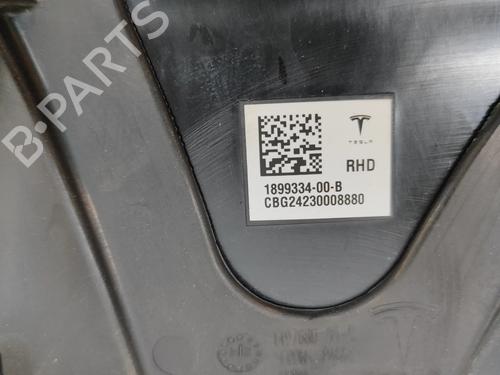 B-PARTS
TESLA
RHD
1899334-00-B
CBG24230008880